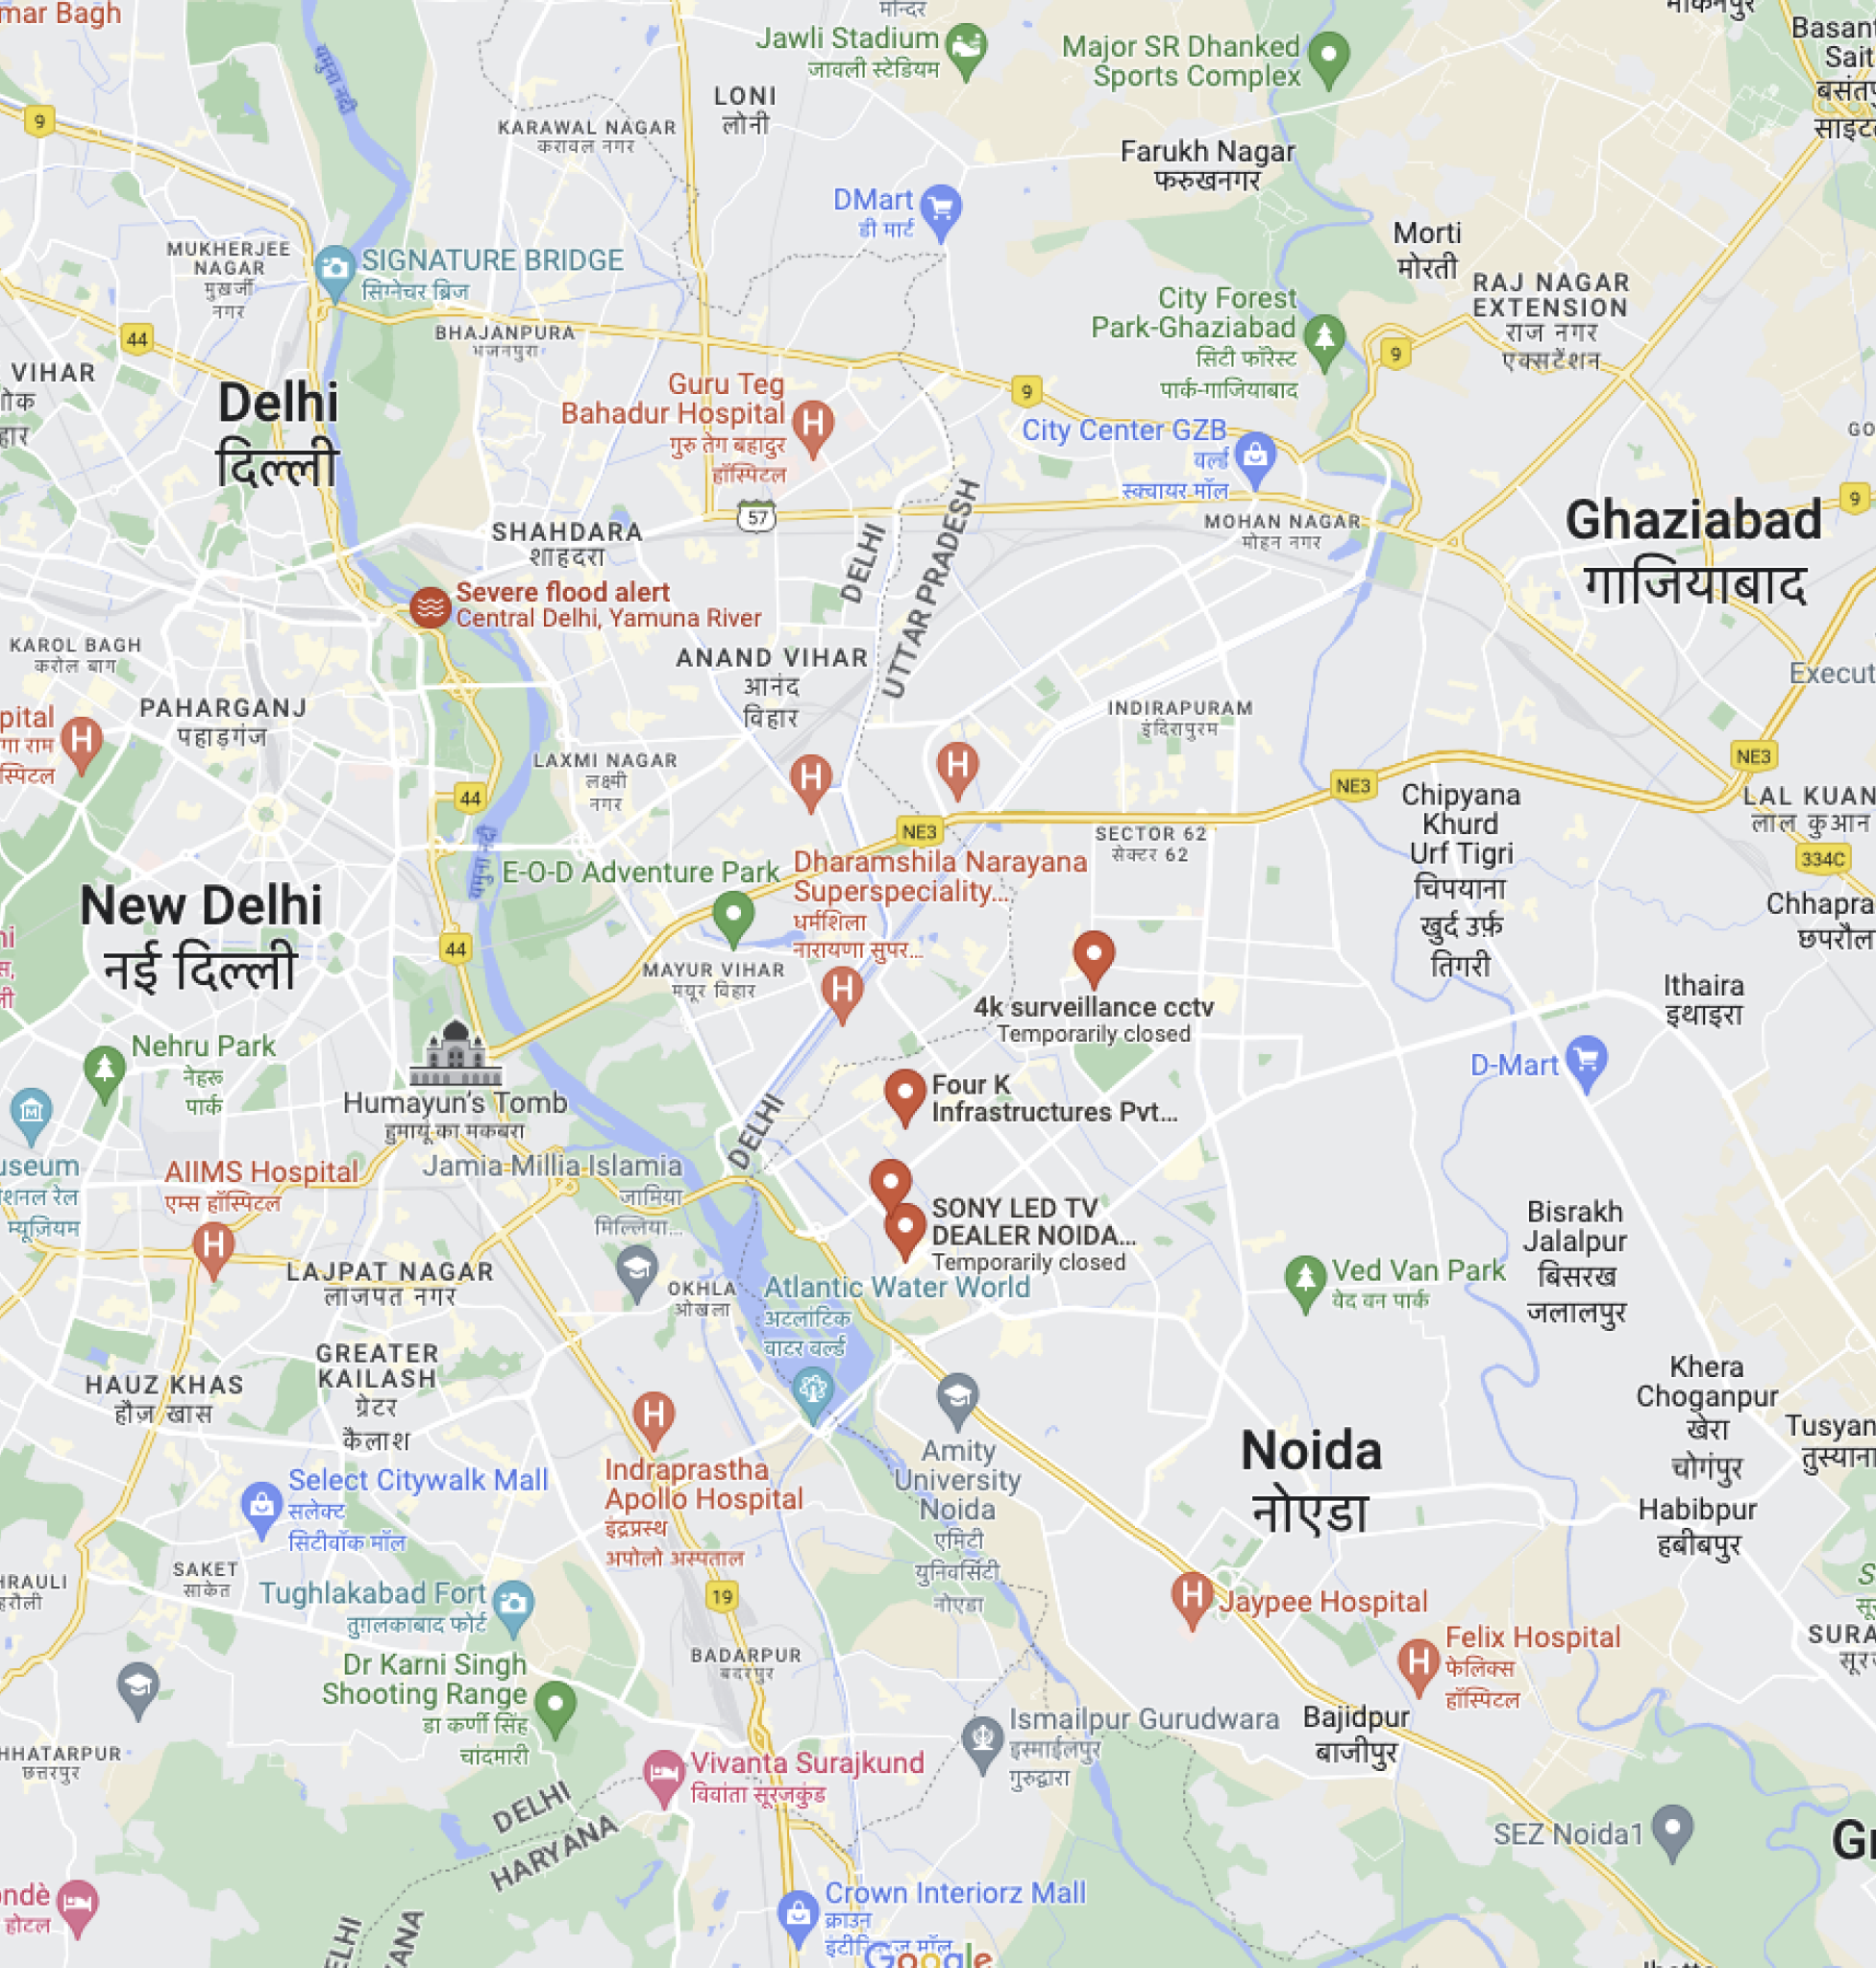 mar Bagh
मान्दर
Jawli Stadium
जावली स्टेडियम
Major SR Dhanked
Sports Complex
Basant
Sait
साइट
यमुना नदी
9
LONI
लोनी
KARAWAL NAGAR
करावल नगर
Farukh Nagar
फरुखनगर
DMart
डी मार्ट
MUKHERJEE
NAGAR
मुखर्जी
नगर
SIGNATURE BRIDGE
सिग्नेचर ब्रिज
Morti
मोरती
RAJ NAGAR
EXTENSION
राज नगर
एक्सटेंशन
City Forest
Park-Ghaziabad
सिटी फॉरेस्ट
पार्क-गाजियाबाद
44
BHAJANPURA
भजनपुरा
9
9
VIHAR
ोक
हार
Delhi
दिल्ली
Guru Teg
Bahadur Hospital
गुरु तेग बहादुर
हॉस्पिटल
City Center GZB
वर्ल्ड
स्क्वायर मॉल
GO
9
57
MOHAN NAGAR
मोहन नगर
Ghaziabad
गाजियाबाद
SHAHDARA
शाहदरा
DELHI
UTTAR PRADESH
Severe flood alert
Central Delhi, Yamuna River
KAROL BAGH
करोल बाग
ANAND VIHAR
आनंद
विहार
Execut
PAHARGANJ
पहाड़गंज
INDIRAPURAM
इंदिरापुरम
pital
गा राम
स्पिटल
LAXMI NAGAR
लक्ष्मी
नगर
NE3
NE3
44
Chipyana
Khurd
Urf Tigri
चिपयाना
खुर्द उर्फ़
तिगरी
LAL KUAN
लाल कुआन
NE3
SECTOR 62
सेक्टर 62
334C
यमुना नदी
E-O-D Adventure Park
Dharamshila Narayana
Superspeciality...
धर्मशिला
नारायणा सुपर...
New Delhi
नई दिल्ली
Chhapra
छपरौल
44
MAYUR VIHAR
मयूर विहार
Ithaira
इथाइरा
4k surveillance cctv
Temporarily closed
Nehru Park
नेहरू
पार्क
D-Mart
Humayun's Tomb
हुमायूं का मकबरा
Four K
Infrastructures Pvt...
DELHI
useum
शनल रेल
म्यूज़ियम
AIIMS Hospital
एम्स हॉस्पिटल
Jamia Millia Islamia
जामिया
मिल्लिया...
SONY LED TV
DEALER NOIDA...
Temporarily closed
Bisrakh
Jalalpur
बिसरख
जलालपुर
LAJPAT NAGAR
लाजपत नगर
OKHLA
ओखला
Atlantic Water World
अटलांटिक
वाटर वर्ल्ड
Ved Van Park
वेद वन पार्क
GREATER
KAILASH
ग्रेटर
कैलाश
HAUZ KHAS
हौज़ खास
Khera
Choganpur
खेरा
चोगंपुर
Tusyan
तुस्याना
Amity
University
Noida
एमिटी
युनिवर्सिटी
नोएडा
Noida
नोएडा
Indraprastha
Apollo Hospital
इंद्रप्रस्थ
अपोलो अस्पताल
Select Citywalk Mall
सलेक्ट
सिटीवॉक मॉल
Habibpur
हबीबपुर
SAKET
साकेत
HRAULI
हरौली
Tughlakabad Fort
तुग़लकाबाद फोर्ट
19
Jaypee Hospital
BADARPUR
बदरपुर
Felix Hospital
फेलिक्स
हॉस्पिटल
SURA
सूर
Dr Karni Singh
Shooting Range
डा कर्णी सिंह
चांदमारी
Ismailpur Gurudwara
इस्माईलपुर
गुरुद्वारा
Bajidpur
बाजीपुर
HHATARPUR
छत्तरपुर
Vivanta Surajkund
विवांता सूरजकुंड
DELHI
HARYANA
SEZ Noida1
Gr
ondè
होटल
Crown Interiorz Mall
क्राउन
ELHI
ANA
Google